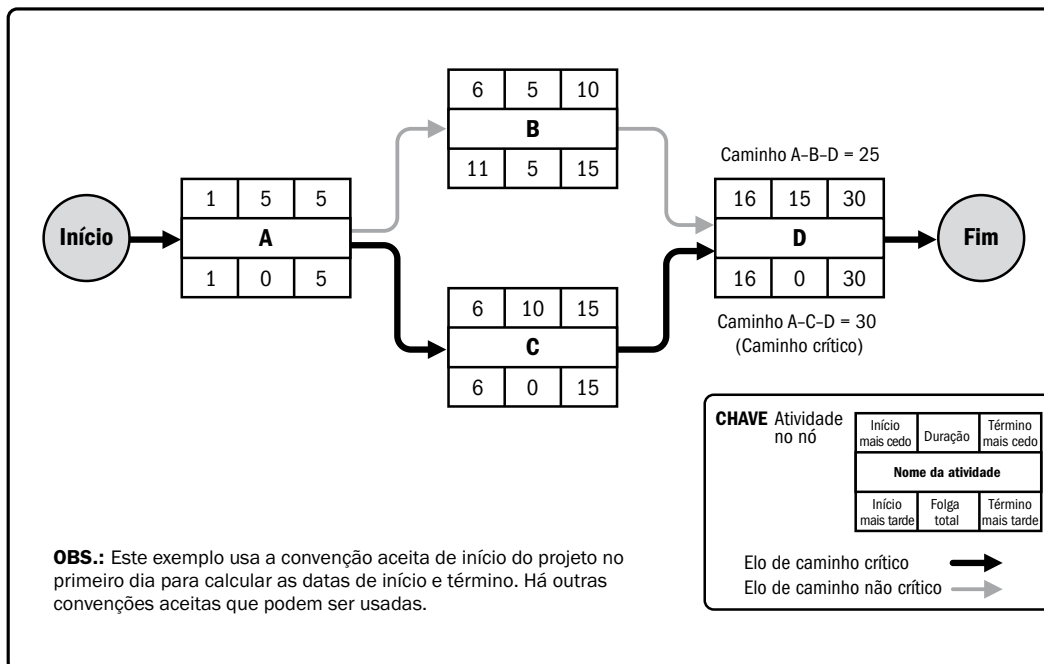 6 5 10
B
11 5 15
Caminho A–B–D = 25
Início
1 5 5
A
1 0 5
16 15 30
D
16 0 30
Fim
6 10 15
C
6 0 15
Caminho A–C–D = 30
(Caminho crítico)
CHAVE Atividade
no nó
Início
mais cedo
Duração
Término
mais cedo
Nome da atividade
Início
mais tarde
Folga
total
Término
mais tarde
Elo de caminho crítico
Elo de caminho não crítico
OBS.: Este exemplo usa a convenção aceita de início do projeto no
primeiro dia para calcular as datas de início e término. Há outras
convenções aceitas que podem ser usadas.